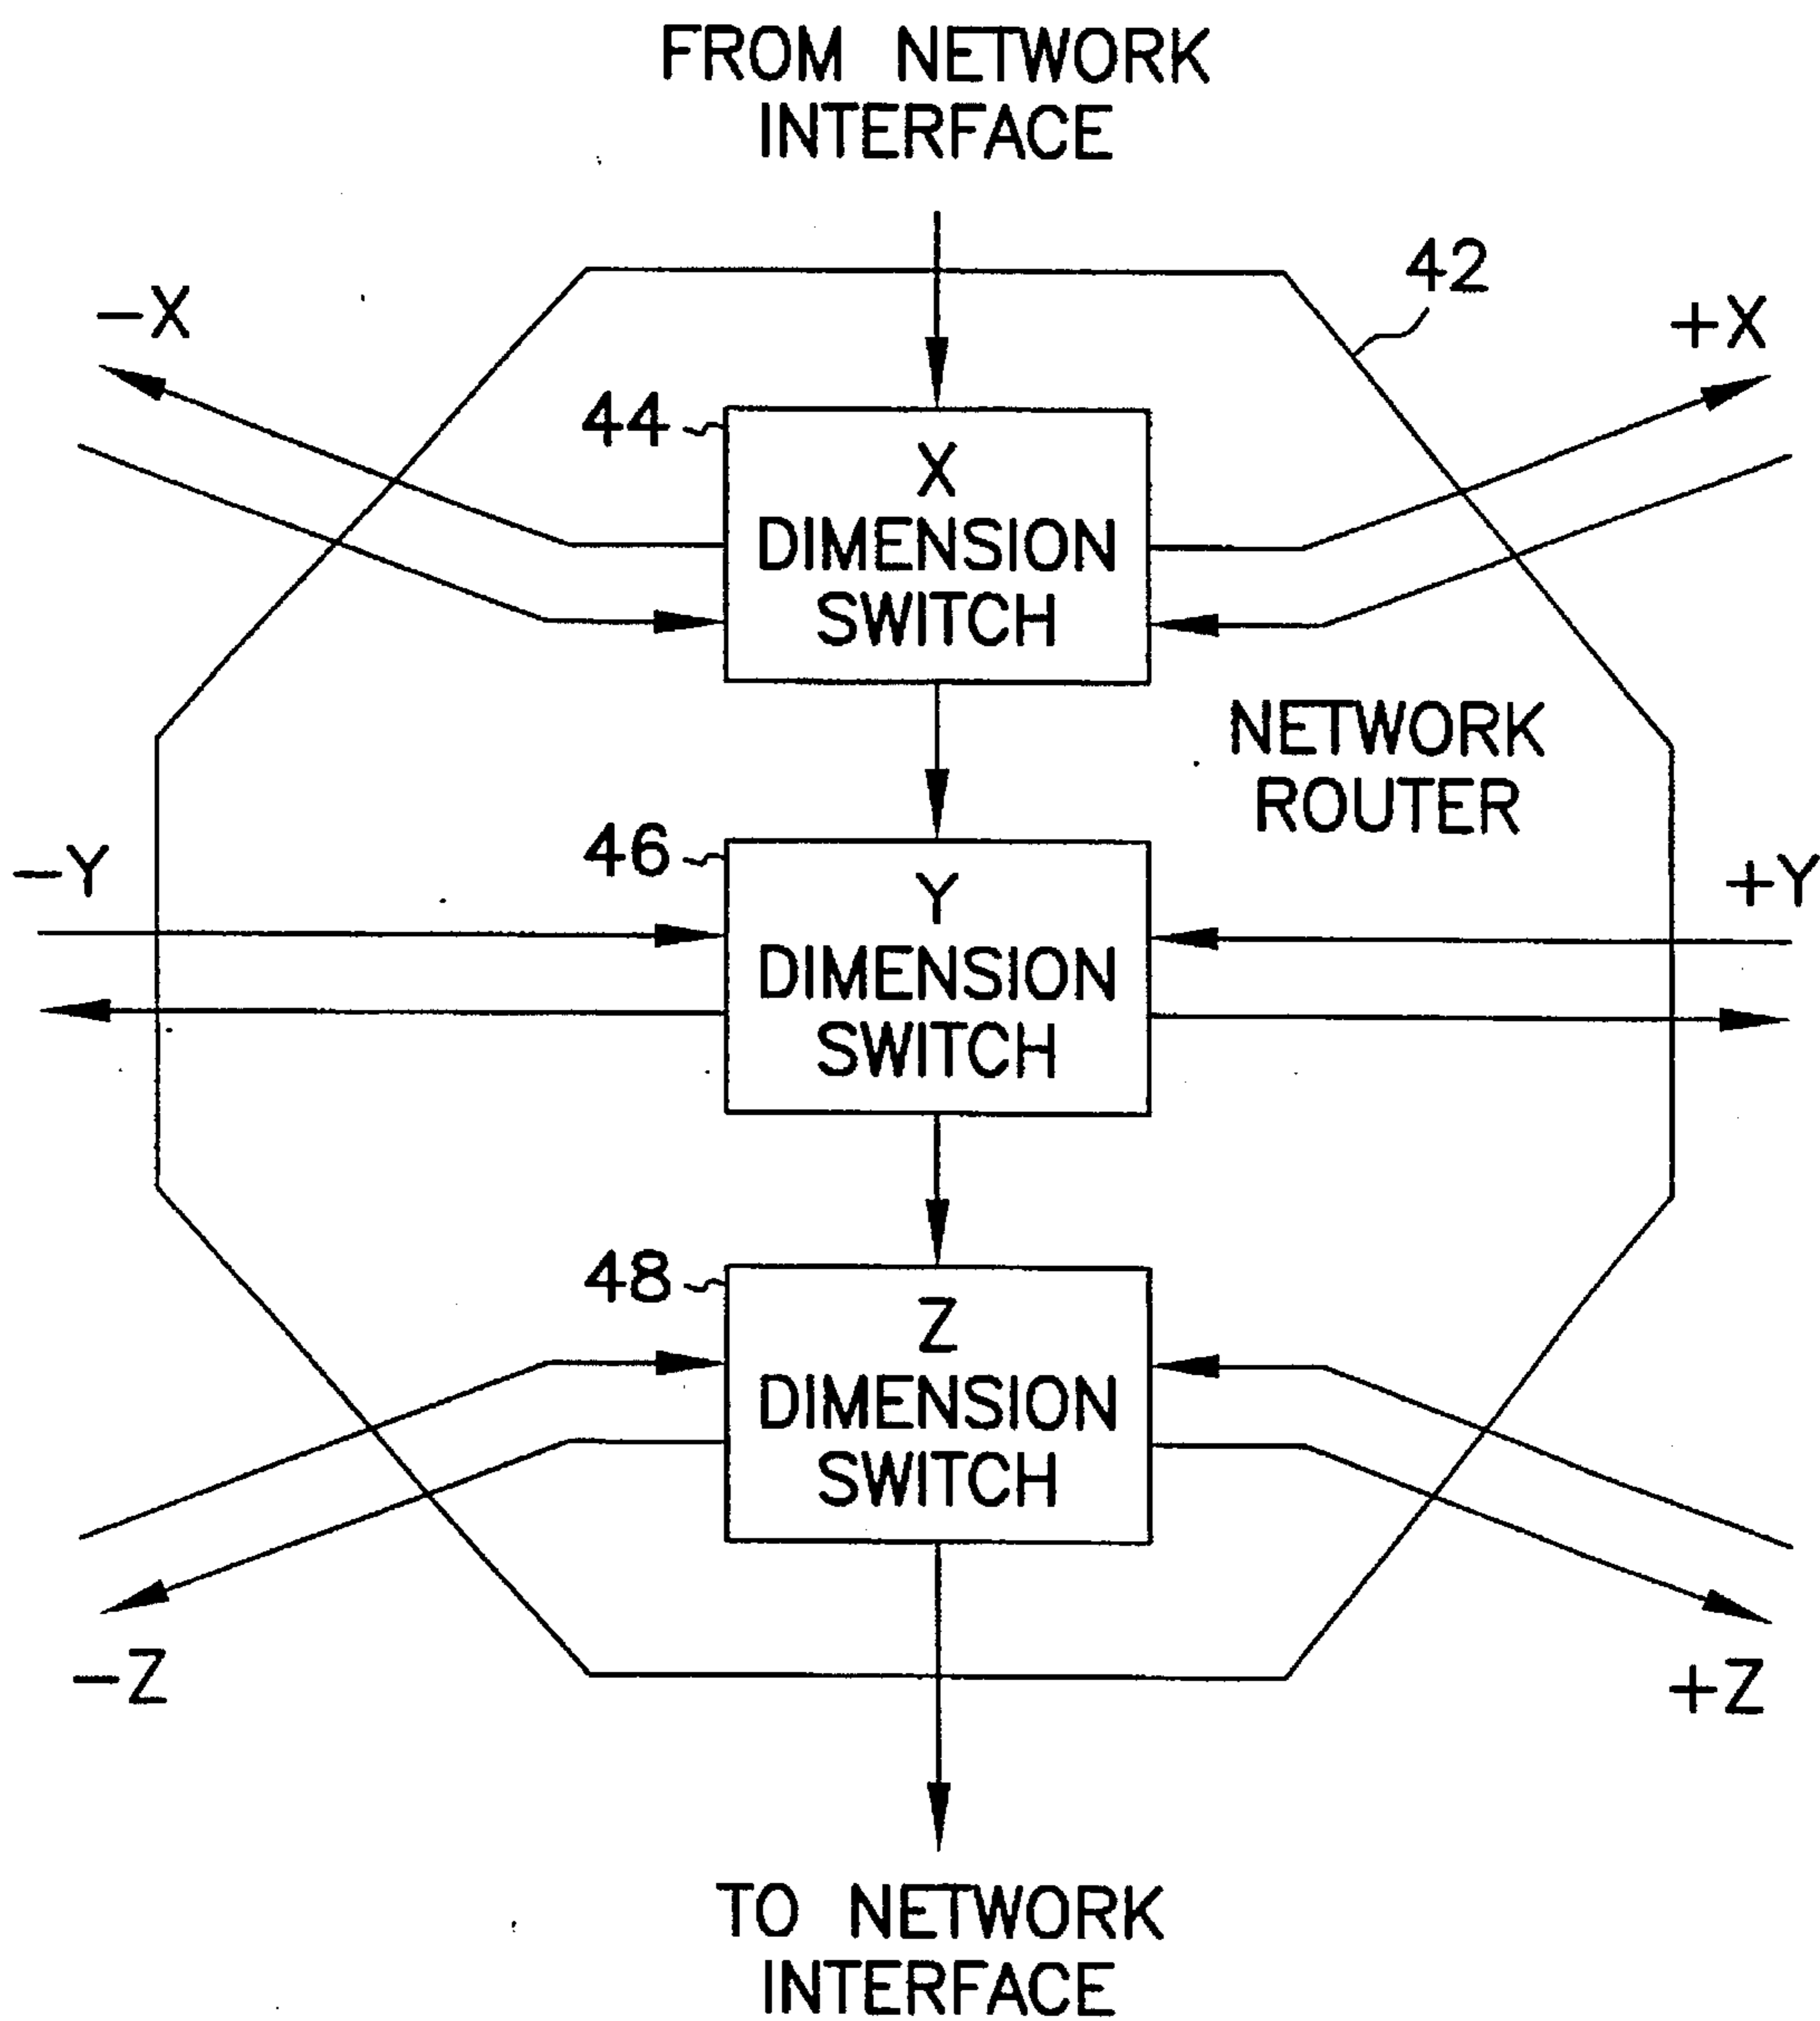 FROM NETWORK
INTERFACE
42
-X
+X
44
X
DIMENSION
SWITCH
NETWORK
ROUTER
46
-Y
+Y
Y
DIMENSION
SWITCH
48
Z
DIMENSION
SWITCH
-Z
+Z
TO NETWORK
INTERFACE